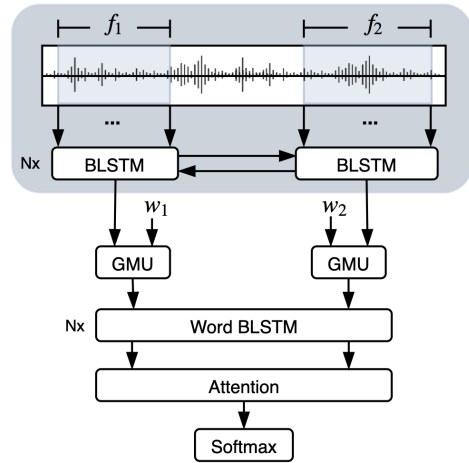 f1 f2
... ...
Nx BLSTM BLSTM
w1 w2
GMU GMU
Nx Word BLSTM
Attention
Softmax